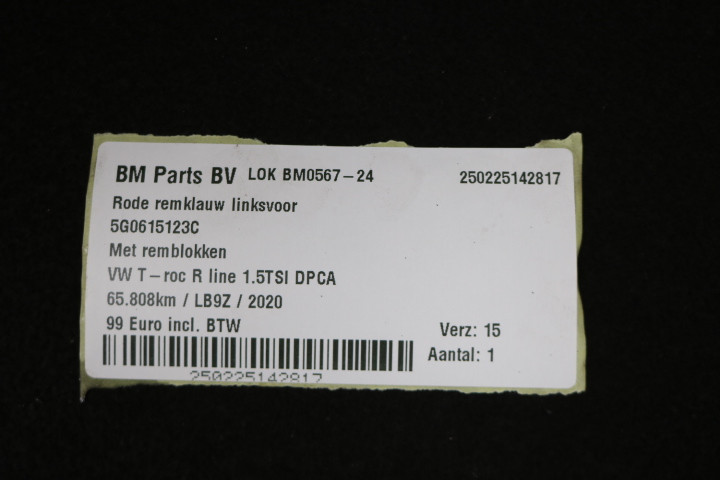 BM Parts BV LOK BM0567-24 250225142817
Rode remklauw linksvoor
5G0615123C
Met remblokken
VW T-roc R line 1.5TSI DPCA
65.808km / LB9Z / 2020
99 Euro incl. BTW
Verz: 15
Aantal: 1
250225142817